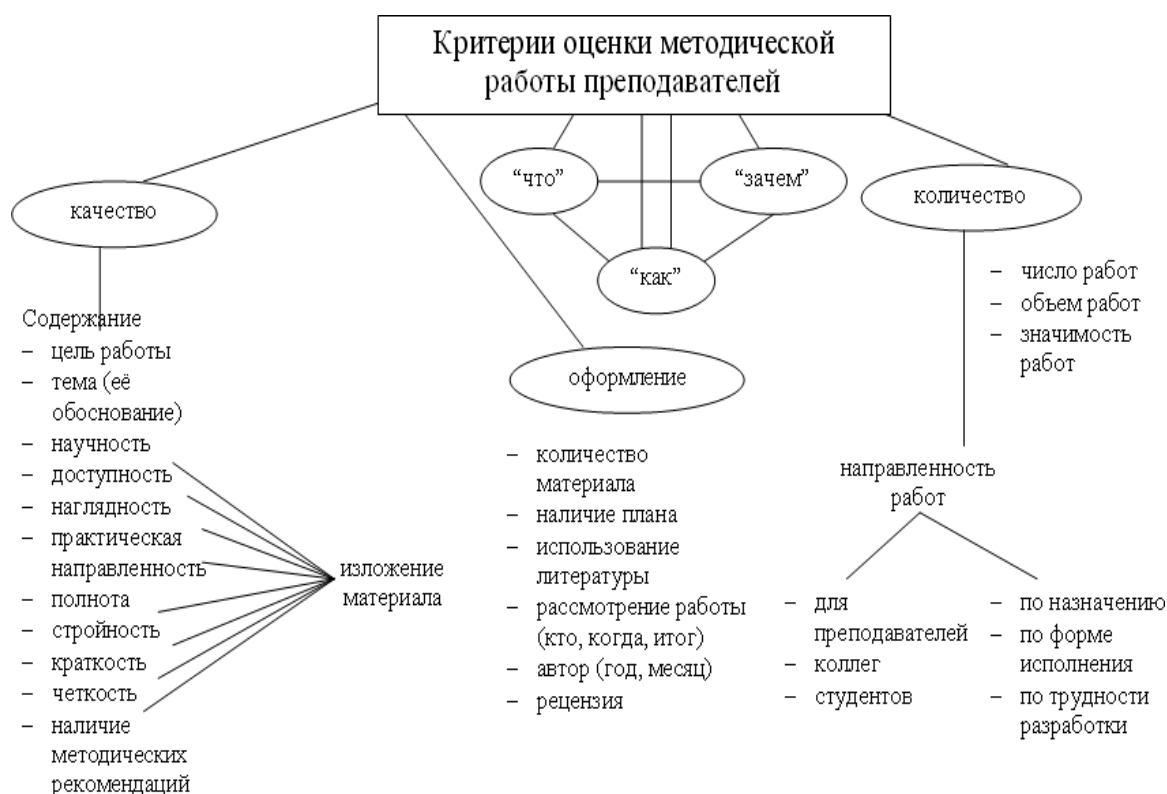 Критерии оценки методической
работы преподавателей
“что”
“зачем”
“как”
качество
Содержание
– цель работы
– тема (её
обоснование)
– научность
– доступность
– наглядность
– практическая
направленность
– полнота
– стройность
– краткость
– четкость
– наличие
методических
рекомендаций
изложение
материала
оформление
– количество
материала
– наличие плана
– использование
литературы
– рассмотрение работы
(кто, когда, итог)
– автор (год, месяц)
– рецензия
количество
– число работ
– объем работ
– значимость
работ
направленность
работ
– для
преподавателей
– коллег
– студентов
– по назначению
– по форме
исполнения
– по трудности
разработки